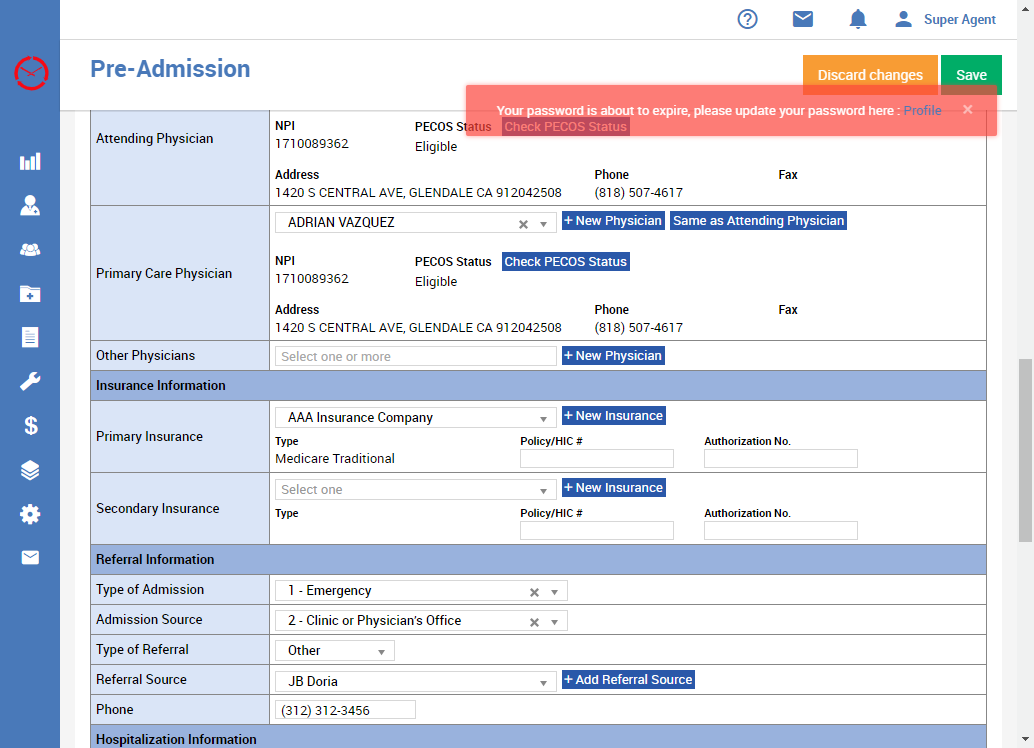 Super Agent
Pre-Admission
Discard changes
Save
Your password is about to expire, please update your password here : Profile
Attending Physician
NPI
PECOS Status
Check PECOS Status
1710089362
Eligible
Address
Phone
Fax
1420 S CENTRAL AVE, GLENDALE CA 912042508
(818) 507-4617
Primary Care Physician
ADRIAN VAZQUEZ
+ New Physician
Same as Attending Physician
NPI
PECOS Status
Check PECOS Status
1710089362
Eligible
Address
Phone
Fax
1420 S CENTRAL AVE, GLENDALE CA 912042508
(818) 507-4617
Other Physicians
Select one or more
+ New Physician
Insurance Information
Primary Insurance
AAA Insurance Company
+ New Insurance
Type
Policy/HIC #
Authorization No.
Medicare Traditional
Secondary Insurance
Select one
+ New Insurance
Type
Policy/HIC #
Authorization No.
Referral Information
Type of Admission
1 - Emergency
Admission Source
2 - Clinic or Physician's Office
Type of Referral
Other
Referral Source
JB Doria
+ Add Referral Source
Phone
(312) 312-3456
Hospitalization Information